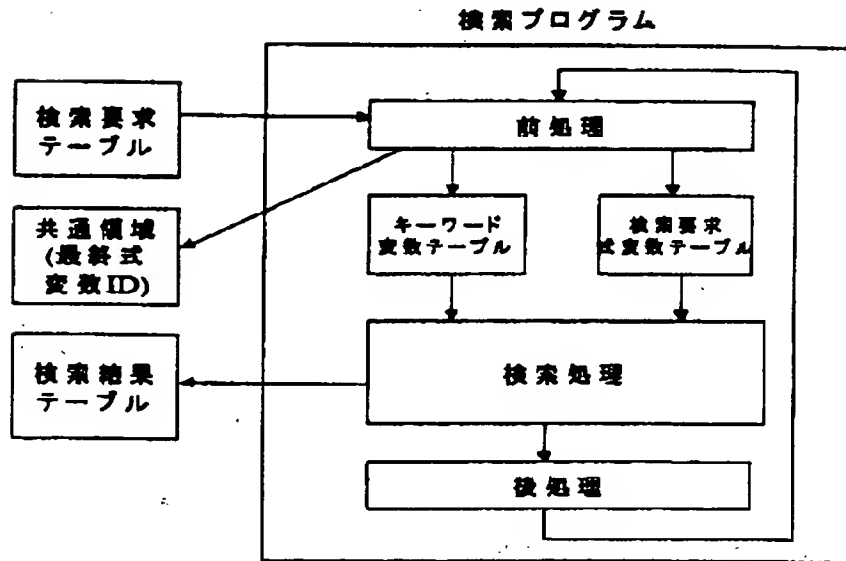 検索プログラム
検索要求
テーブル
前処理
共通領域
(最終式
変数ID)
キーワード
変数テーブル
検索要求
式変数テーブル
検索結果
テーブル
検索処理
後処理